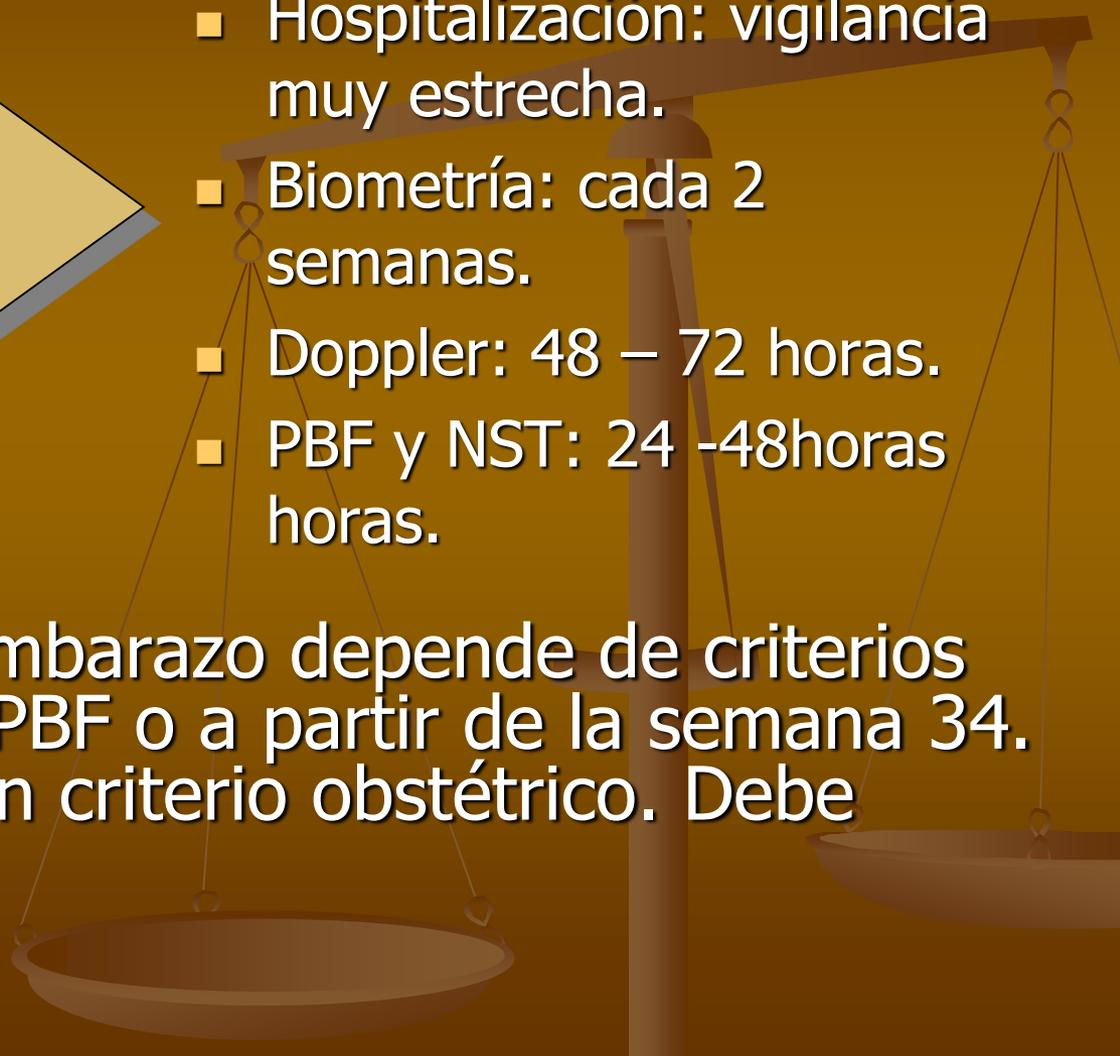 Hospitalización: vigilancia
muy estrecha.
Biometría: cada 2
semanas.
Doppler: 48 – 72 horas.
PBF y NST: 24 -48horas
horas.
mbarazo depende de criterios
PBF o a partir de la semana 34.
n criterio obstétrico. Debe